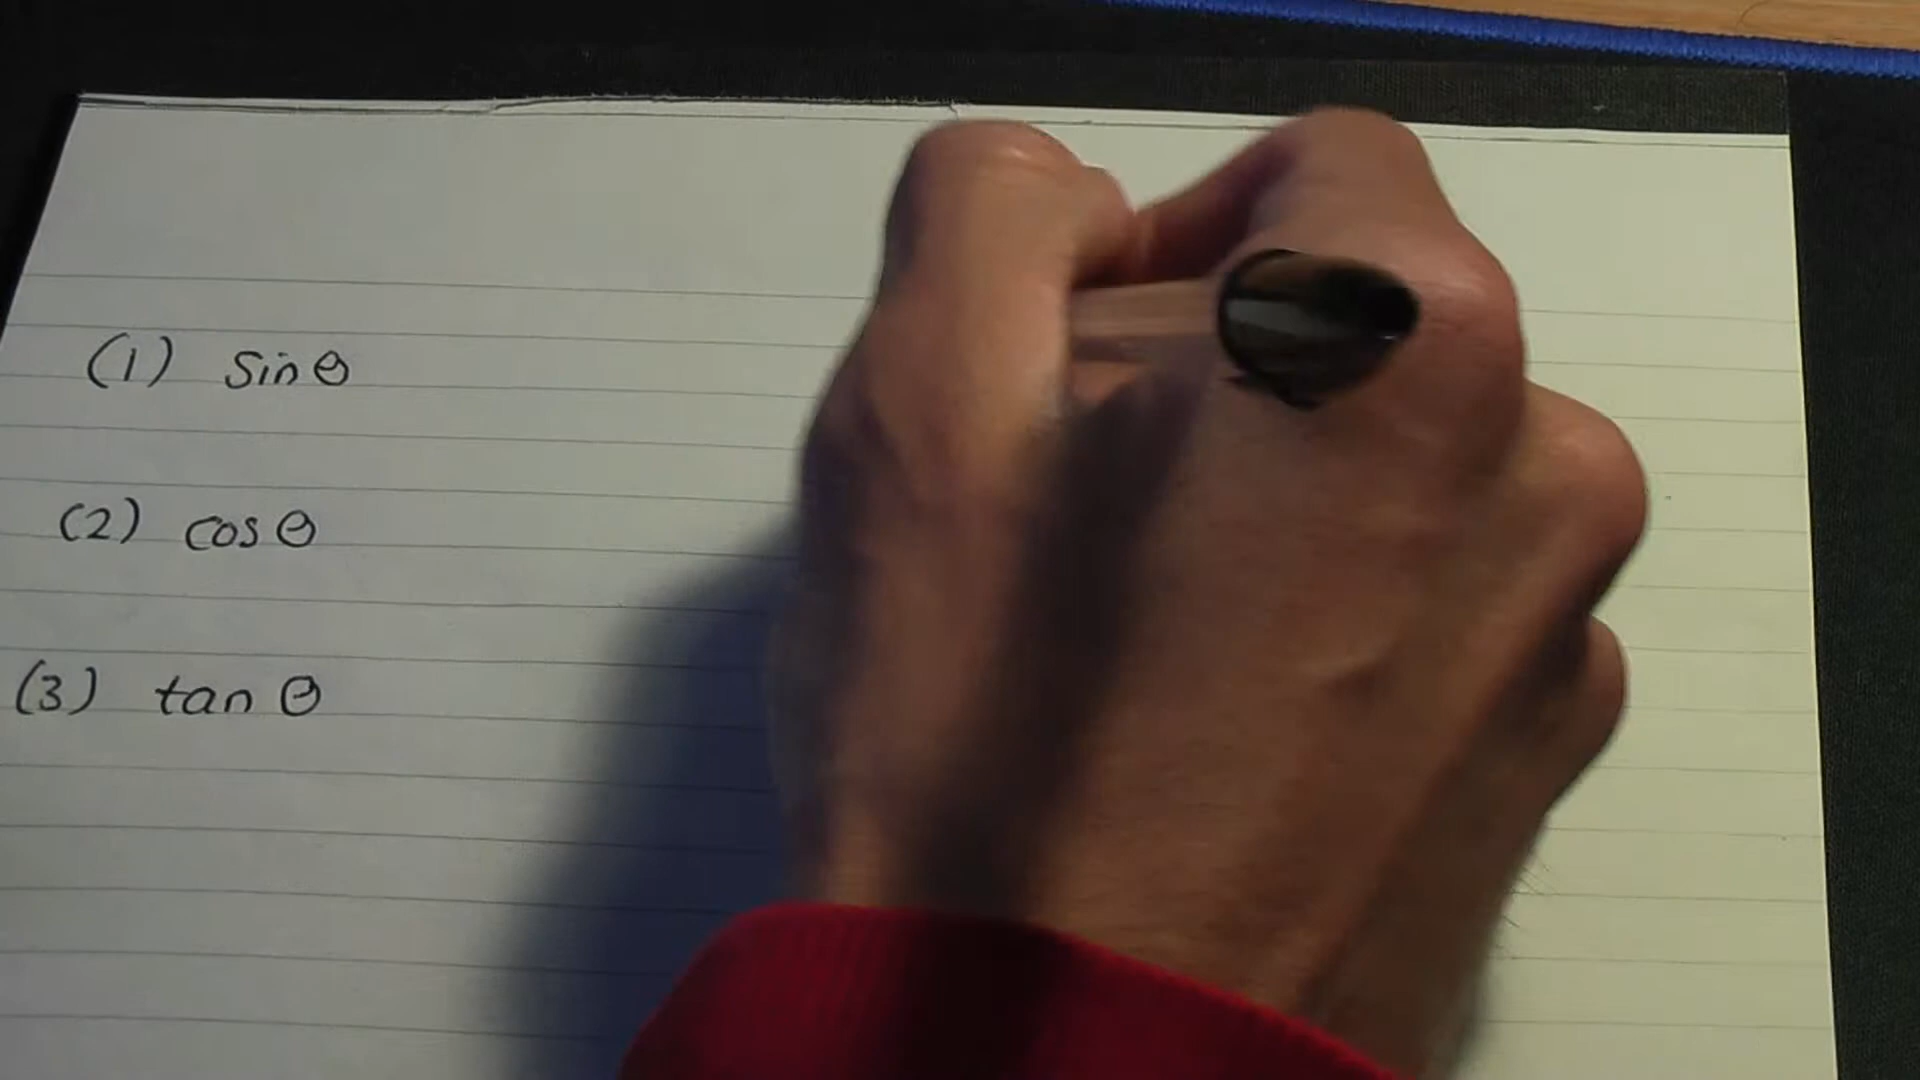 (1) sin θ
(2) cos θ
(3) tan θ